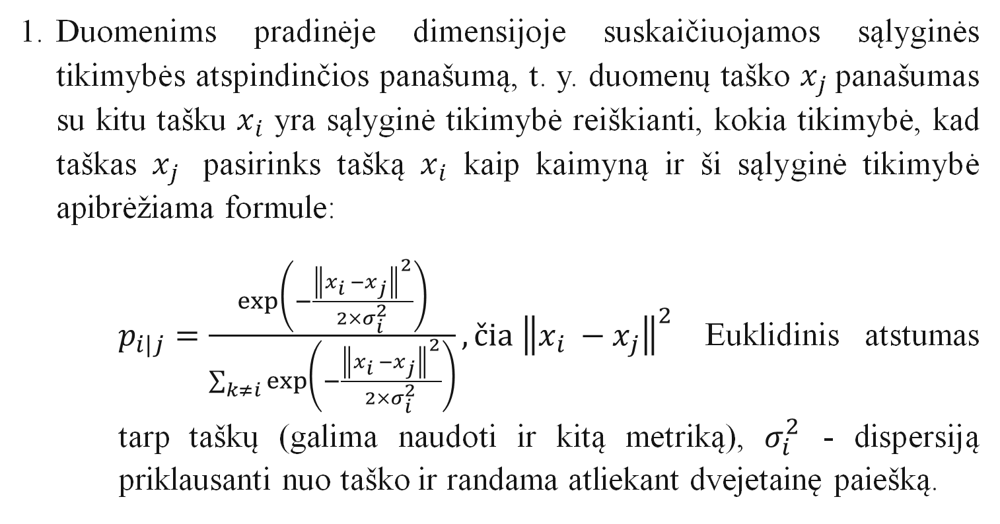 1. Duomenims pradinėje dimensijoje suskaičiuojamos sąlyginės
tikimybės atspindinčios panašumą, t. y. duomenų taško $x_j$ panašumas
su kitu tašku $x_i$ yra sąlyginė tikimybė reiškianti, kokia tikimybė, kad
taškas $x_j$ pasirinks tašką $x_i$ kaip kaimyną ir ši sąlyginė tikimybė
apibrėžiama formule:
$p_{i|j} = \frac{\exp\left(-\frac{\|x_i - x_j\|^2}{2 \times \sigma_i^2}\right)}{\sum_{k \neq i} \exp\left(-\frac{\|x_i - x_j\|^2}{2 \times \sigma_i^2}\right)}$, čia $\|x_i - x_j\|^2$ Euklidinis atstumas
tarp taškų (galima naudoti ir kitą metriką), $\sigma_i^2$ - dispersiją
priklausanti nuo taško ir randama atliekant dvejetainę paiešką.